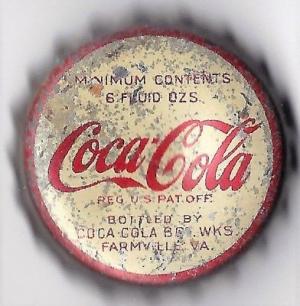 MINIMUM CONTENTS
6 FLUID OZS.
Coca-Cola
REG. U.S. PAT. OFF.
BOTTLED BY
COCA-COLA BOT. WKS.
FARMVILLE, VA.